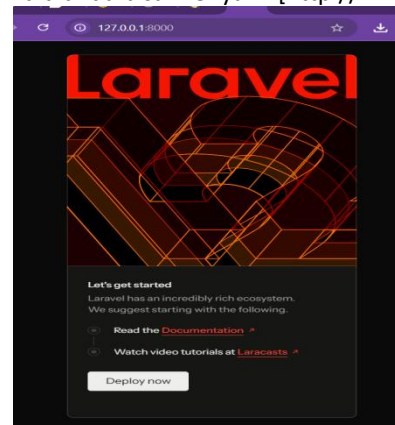 127.0.0.1:8000
Laravel
Let's get started
Laravel has an incredibly rich ecosystem.
We suggest starting with the following.
Read the Documentation ↗
Watch video tutorials at Laracasts ↗
Deploy now